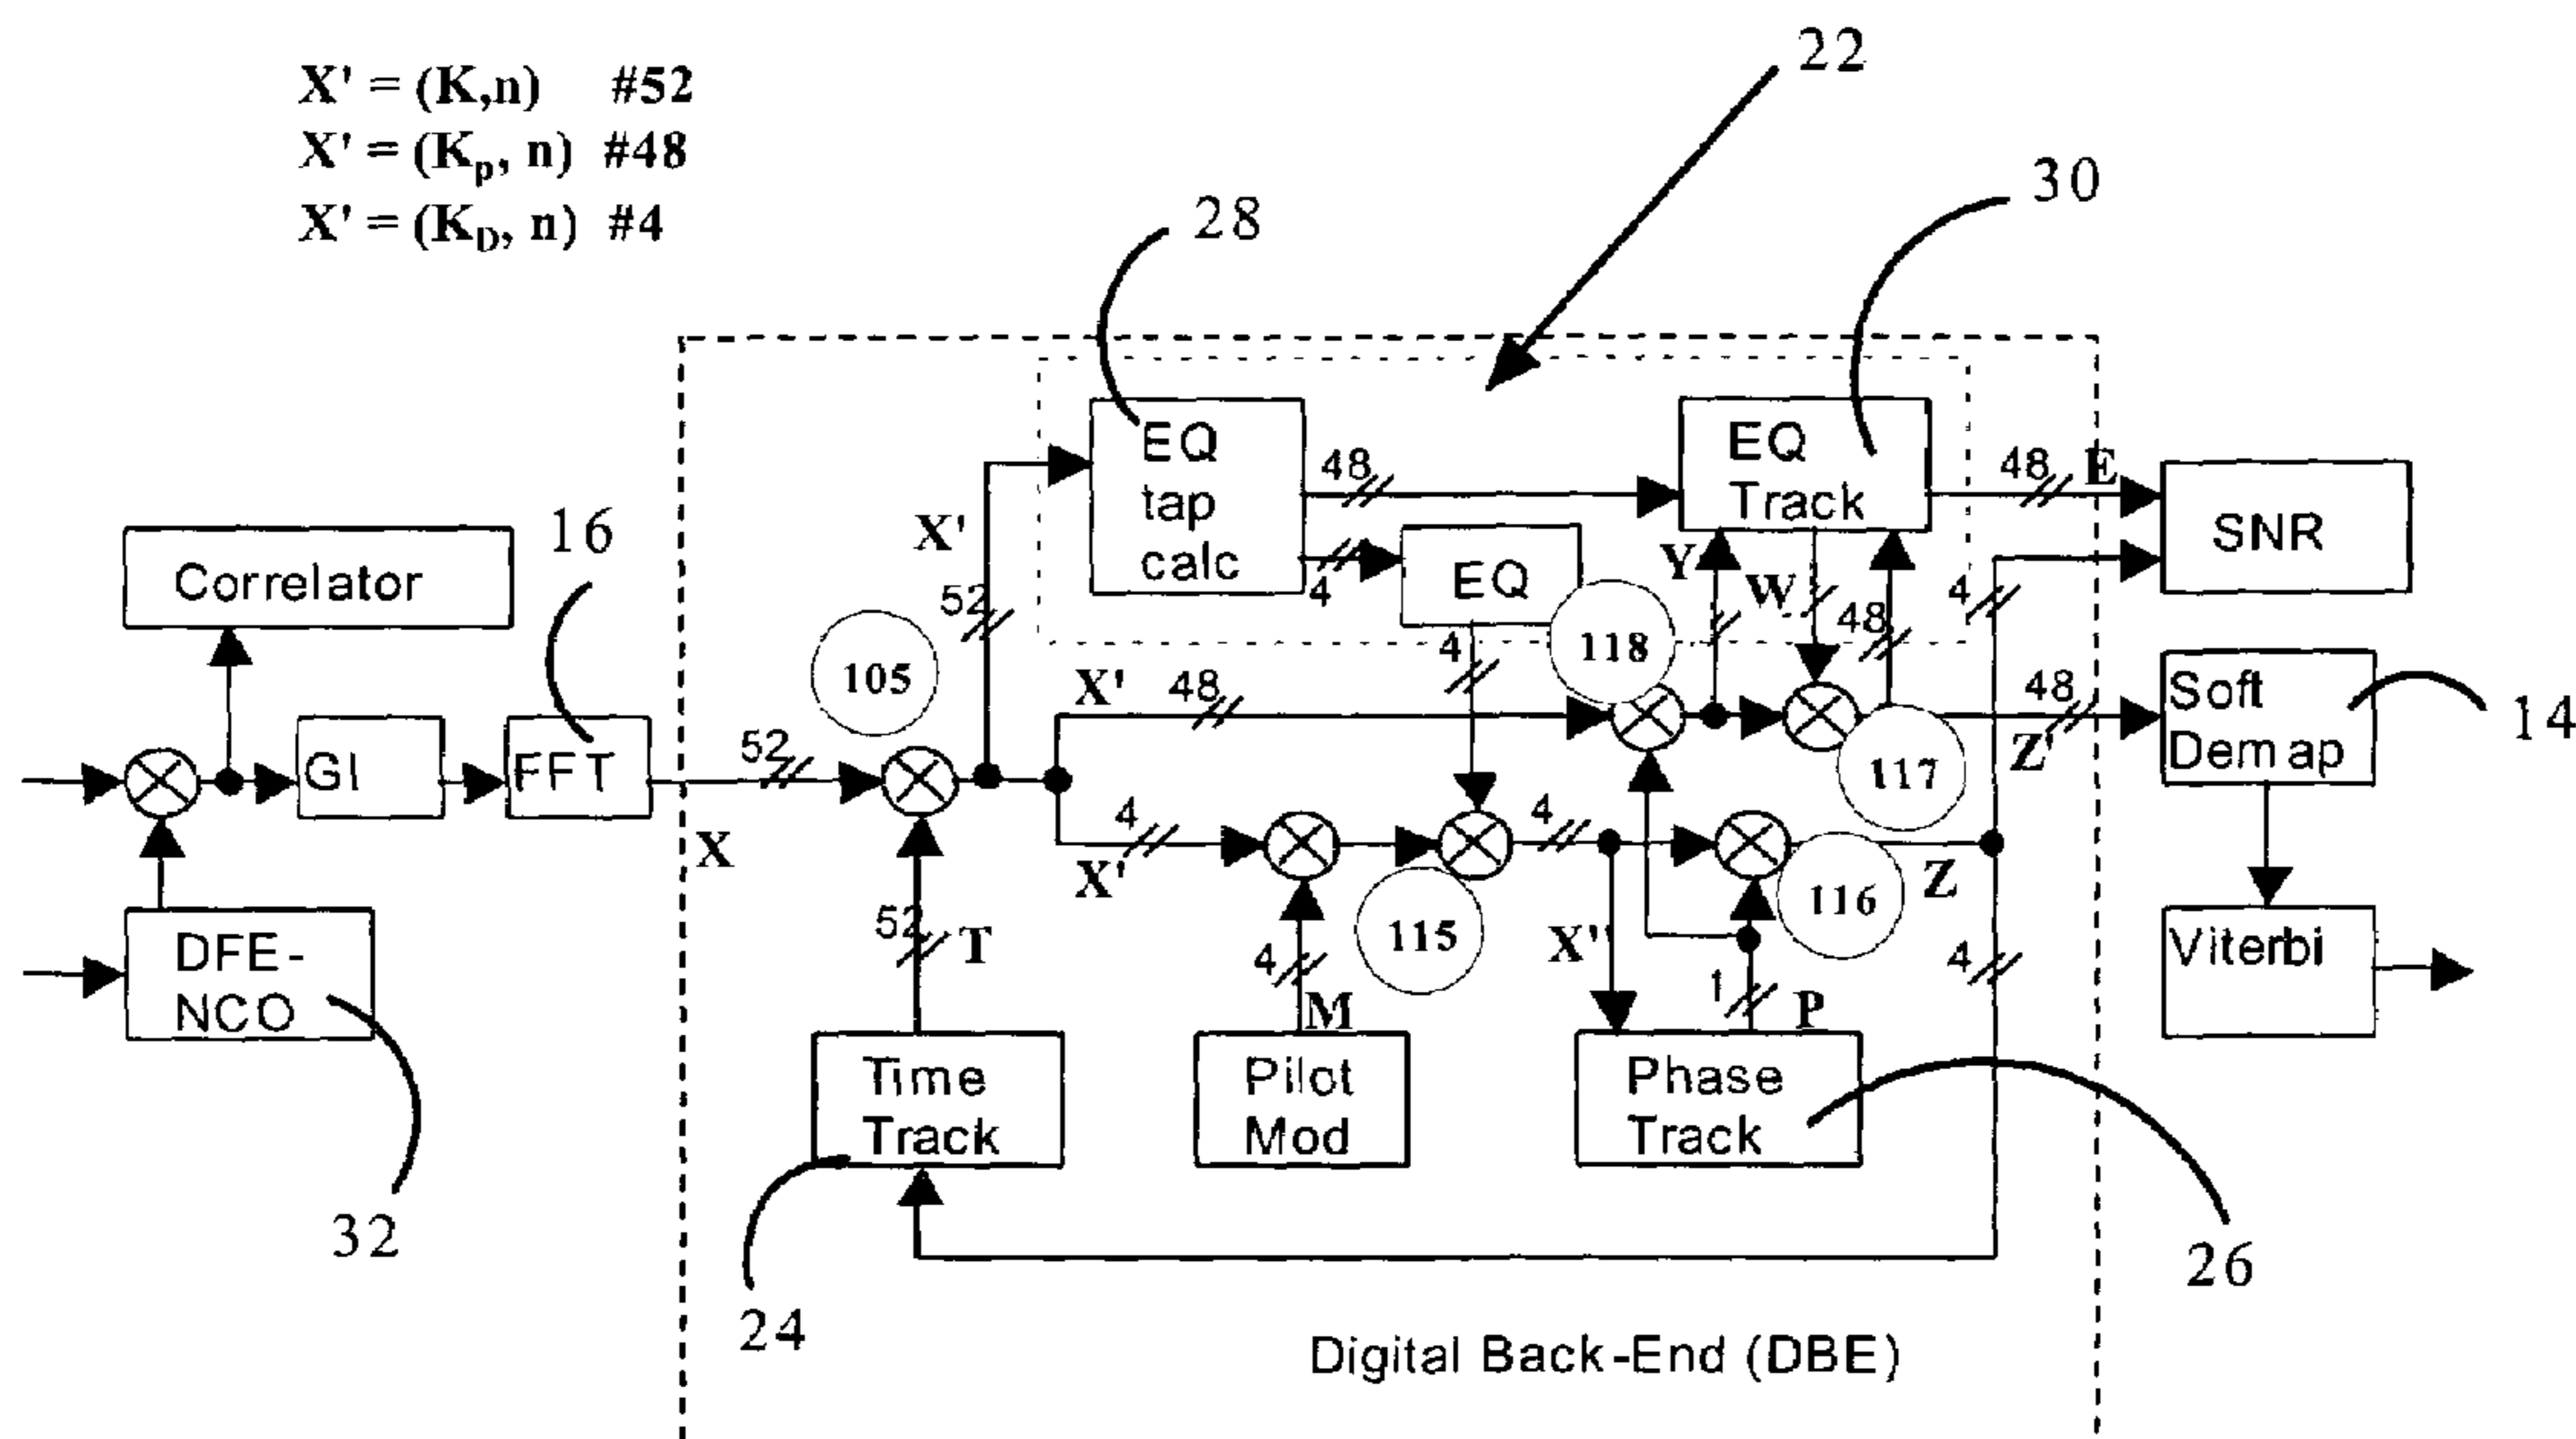 X' = (K,n) #52
X' = (Kp, n) #48
X' = (KD, n) #4
22
30
28
16
EQ tap calc
48
4
EQ
EQ Track
48
E
SNR
Correlator
X'
52
105
118
Y
W
48
4
4
X'
48
48
Z'
Soft Demap
14
GI
FFT
52
X
117
4
X'
4
115
116
Z
DFE-NCO
52
T
4
M
X''
1
P
4
Viterbi
Time Track
Pilot Mod
Phase Track
32
24
26
Digital Back-End (DBE)